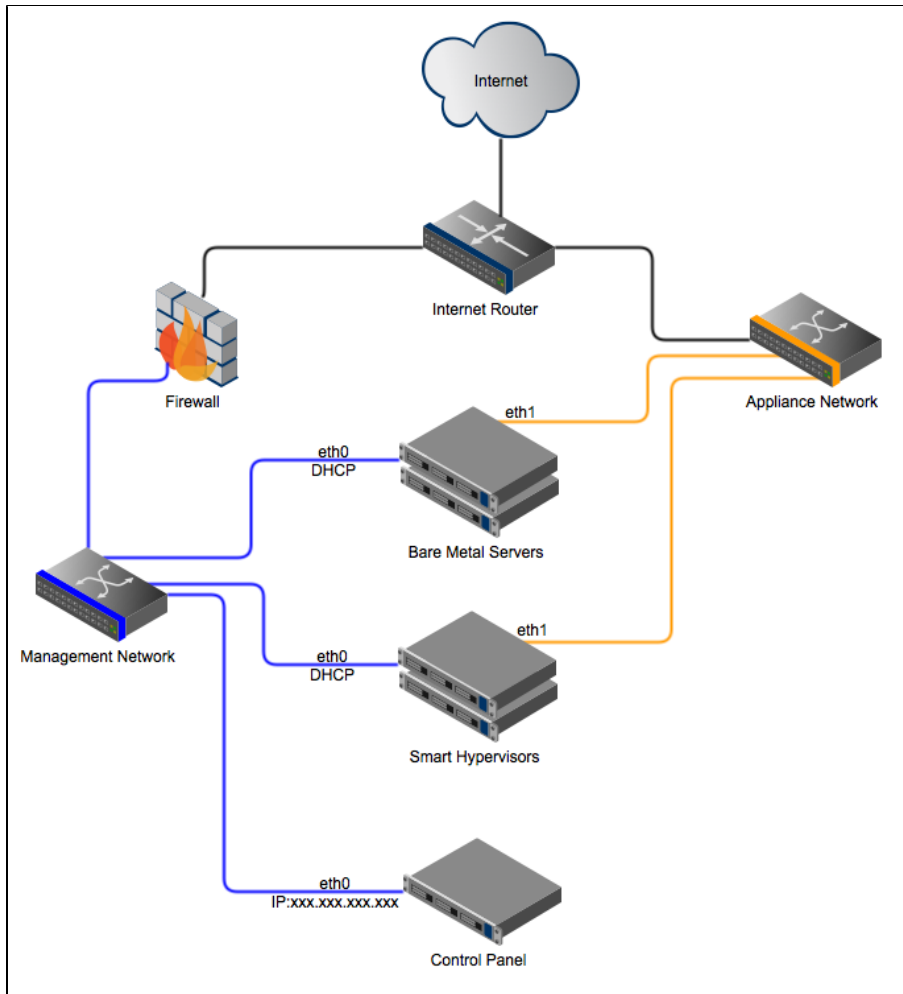 Internet
Internet Router
Firewall
Appliance Network
eth1
eth0
DHCP
Bare Metal Servers
Management Network
eth1
eth0
DHCP
Smart Hypervisors
eth0
IP:xxx.xxx.xxx.xxx
Control Panel